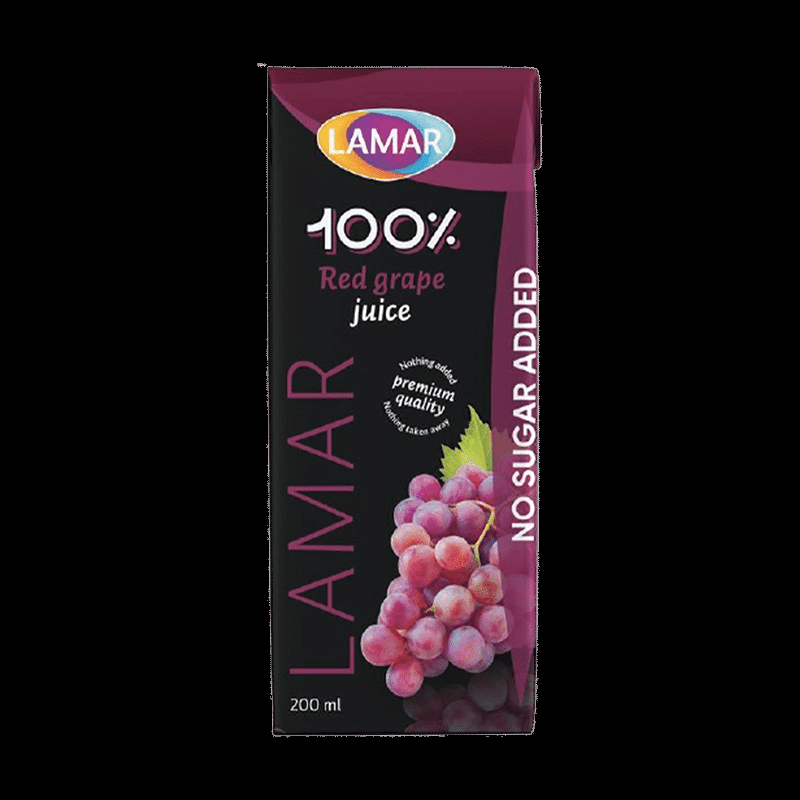 LAMAR
100%
Red grape
juice
Nothing added
premium
quality
Nothing taken away
LAMAR
NO SUGAR ADDED
200 ml